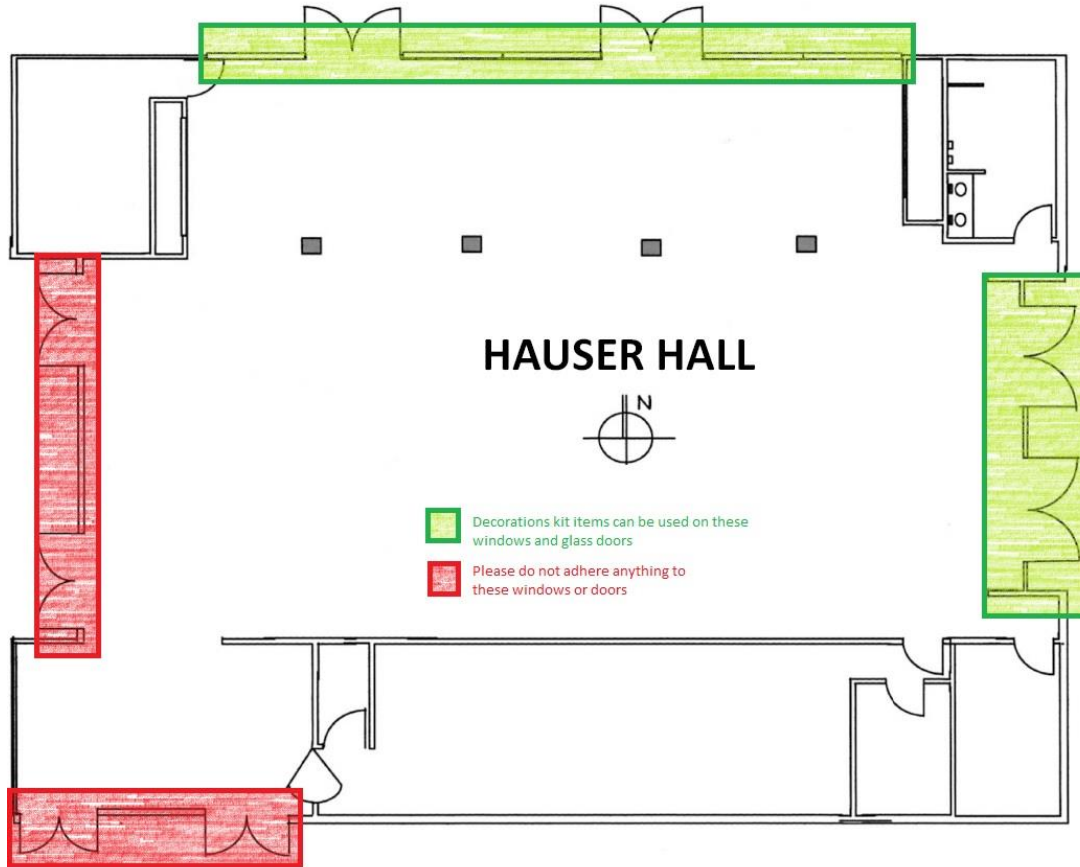 HAUSER HALL
N
Decorations kit items can be used on these
windows and glass doors
Please do not adhere anything to
these windows or doors